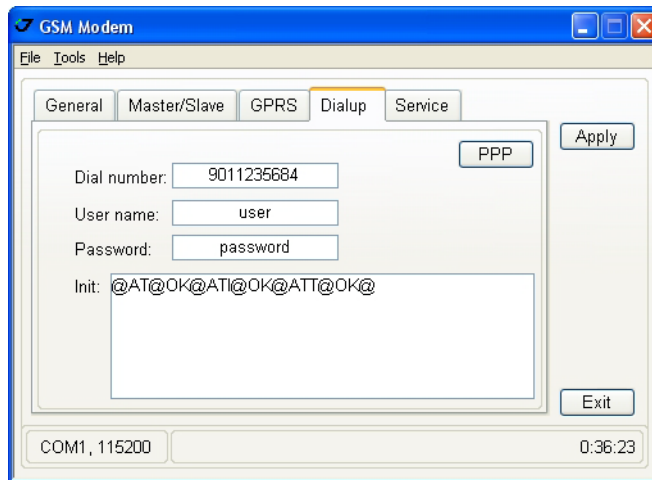 GSM Modem
File Tools Help
General Master/Slave GPRS Dialup Service
Apply
PPP
Dial number: 9011235684
User name: user
Password: password
Init: @AT@OK@ATI@OK@ATT@OK@
Exit
COM1, 115200 0:36:23